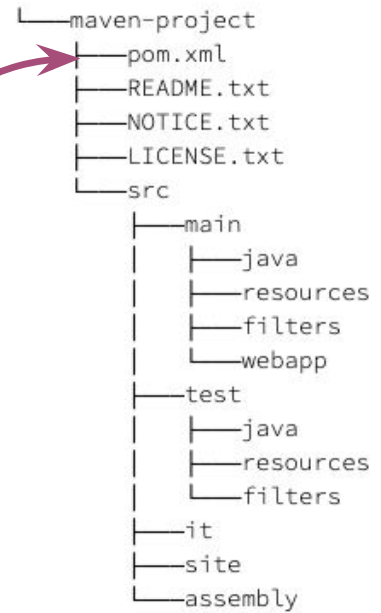 └──maven-project
├──pom.xml
├──README.txt
├──NOTICE.txt
├──LICENSE.txt
└──src
├──main
│ ├──java
│ ├──resources
│ ├──filters
│ └──webapp
├──test
│ ├──java
│ ├──resources
│ └──filters
├──it
├──site
└──assembly